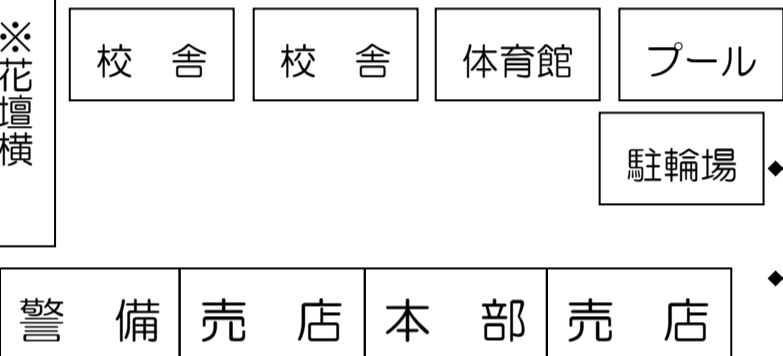 ※花壇横
校　舎
校　舎
体育館
プール
駐輪場
警　備
売　店
本　部
売　店